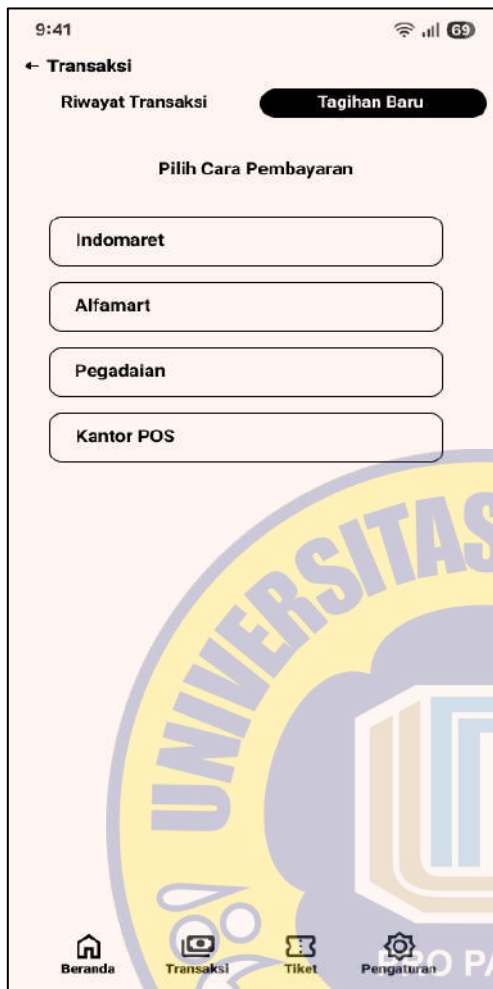 9:41 69
← Transaksi
Riwayat Transaksi Tagihan Baru
Pilih Cara Pembayaran
Indomaret
Alfamart
Pegadaian
Kantor POS
UNIVERSITAS
PRO PA
Beranda Transaksi Tiket Pengaturan